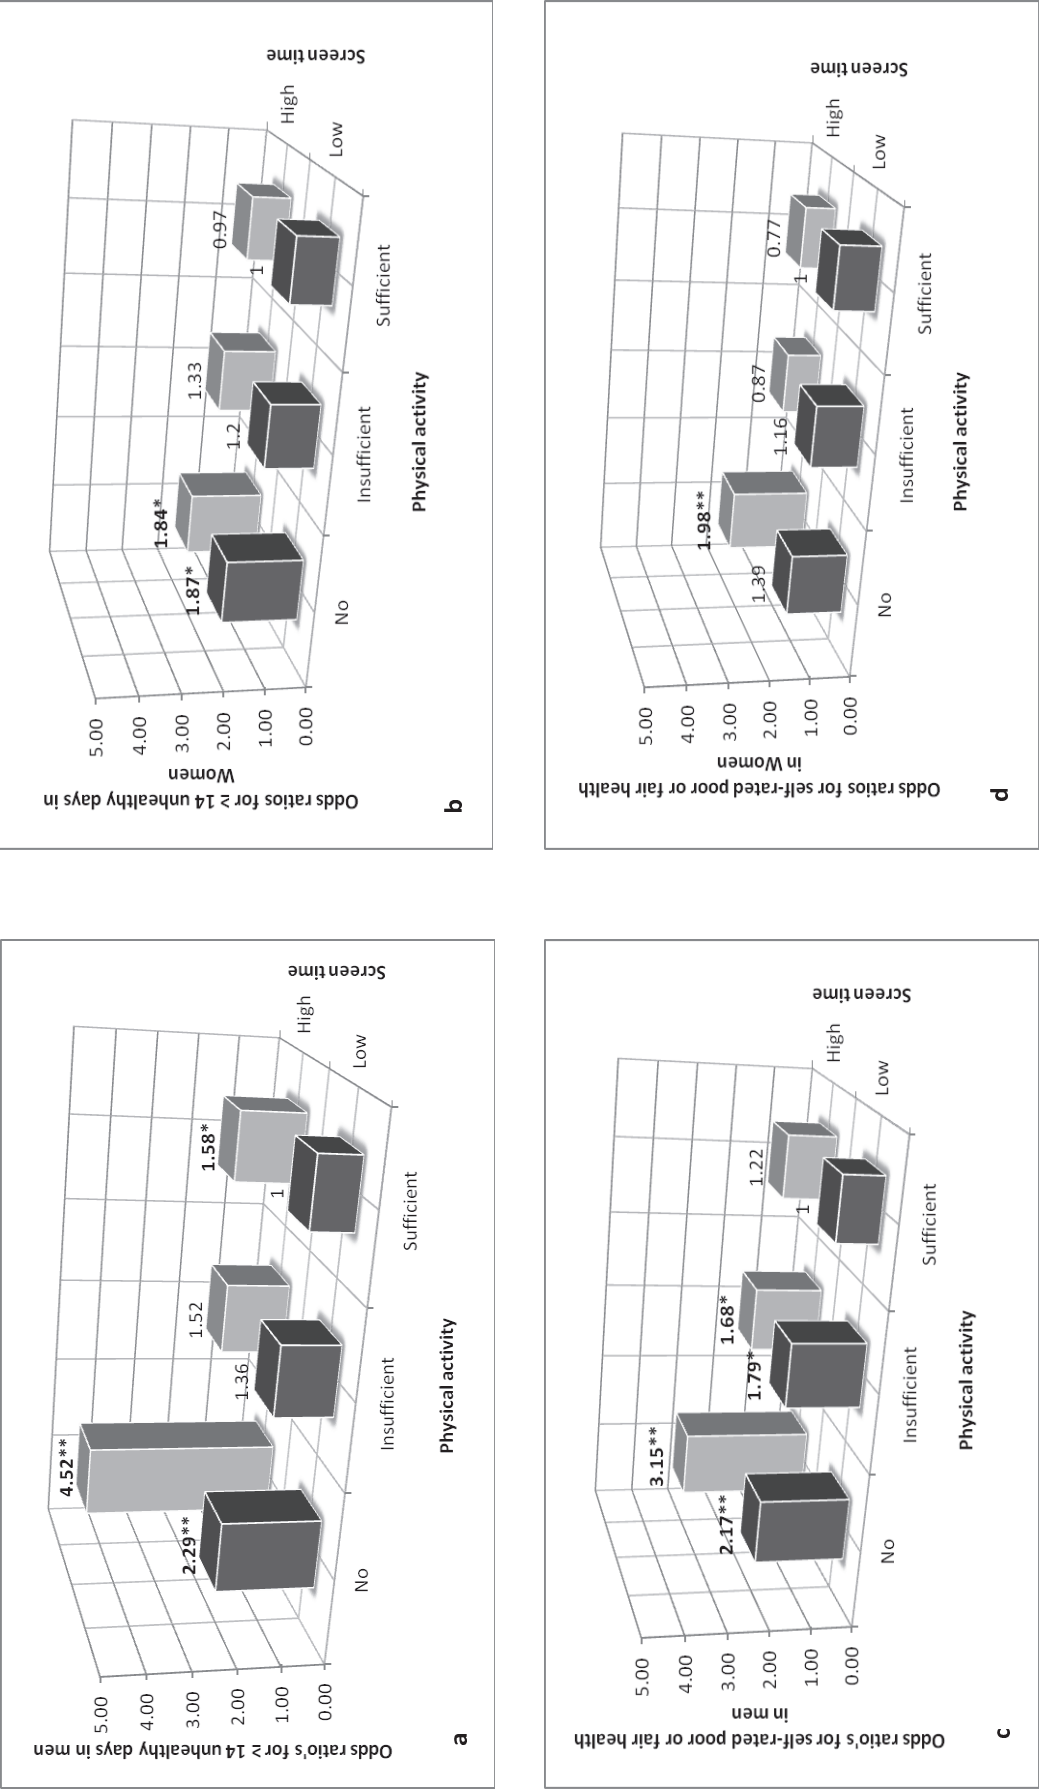 Odds ratio's for ≥ 14 unhealthy days in men
5.00
4.00
3.00
2.00
1.00
0.00
4.52**
2.29**
1.52
1.36
1.58*
1
No
Insufficient
Sufficient
Physical activity
High
Low
Screen time
a
Odds ratios for ≥ 14 unhealthy days in
Women
5.00
4.00
3.00
2.00
1.00
0.00
1.84*
1.87*
1.33
1.2
0.97
1
No
Insufficient
Sufficient
Physical activity
High
Low
Screen time
b
Odds ratio's for self-rated poor or fair health
in men
5.00
4.00
3.00
2.00
1.00
0.00
3.15**
2.17**
1.68*
1.79*
1.22
1
No
Insufficient
Sufficient
Physical activity
High
Low
Screen time
c
Odds ratios for self-rated poor or fair health
in Women
5.00
4.00
3.00
2.00
1.00
0.00
1.98**
1.39
0.87
1.16
0.77
1
No
Insufficient
Sufficient
Physical activity
High
Low
Screen time
d